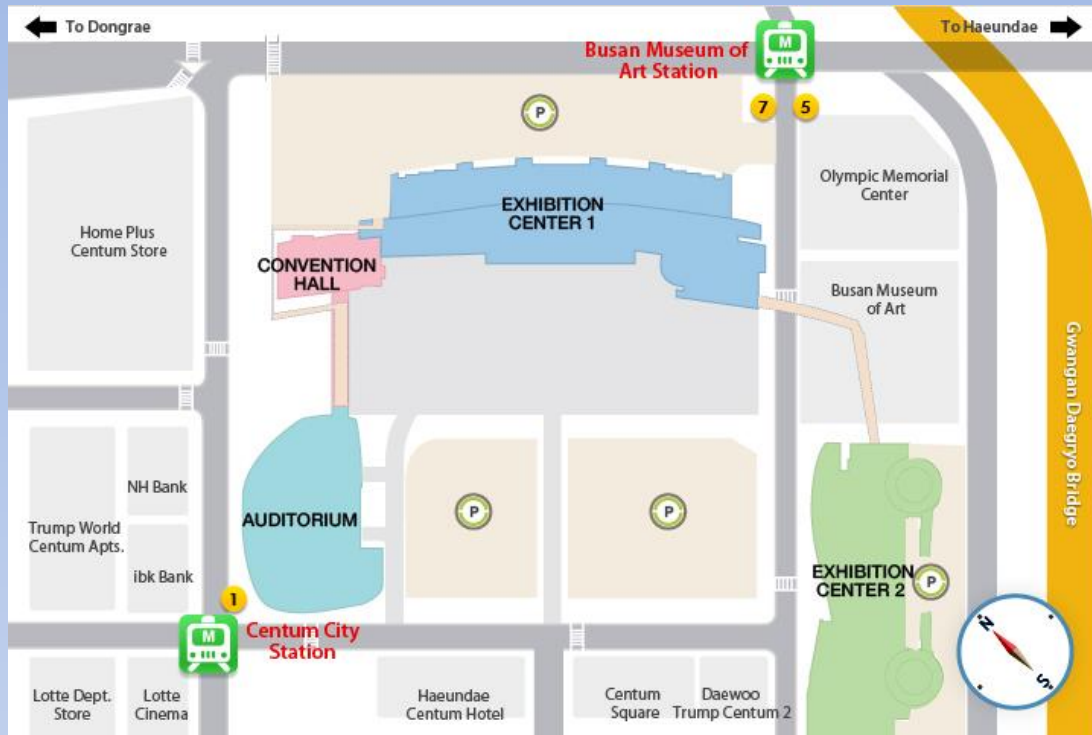 To Dongrae
To Haeundae
M
Busan Museum of
Art Station
7
5
P
Olympic Memorial
Center
EXHIBITION
CENTER 1
Home Plus
Centum Store
CONVENTION
HALL
Busan Museum
of Art
Gwangan Daegryo Bridge
NH Bank
Trump World
Centum Apts.
ibk Bank
AUDITORIUM
P
P
EXHIBITION
CENTER 2
P
1
M
Centum City
Station
N
S
Lotte Dept.
Store
Lotte
Cinema
Haeundae
Centum Hotel
Centum
Square
Daewoo
Trump Centum 2